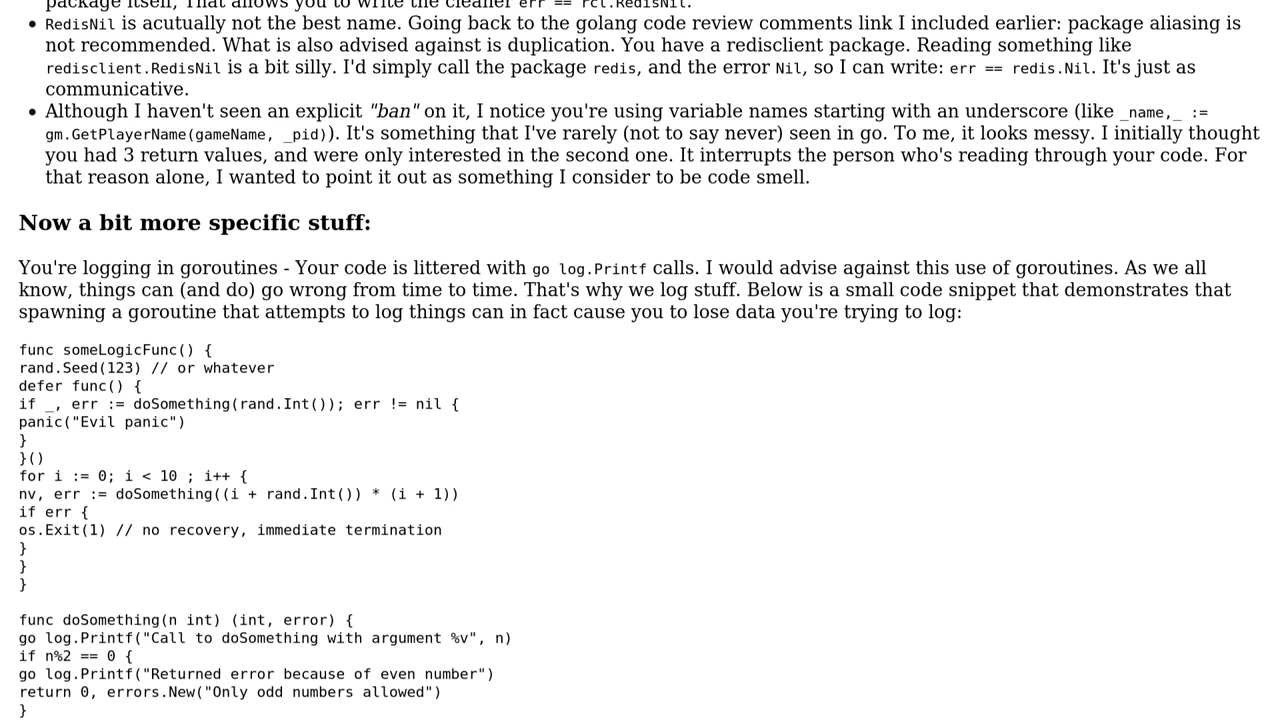 package itself, That allows you to write the cleaner err == rcl.RedisNil.
• RedisNil is acutually not the best name. Going back to the golang code review comments link I included earlier: package aliasing is
not recommended. What is also advised against is duplication. You have a redisclient package. Reading something like
redisclient.RedisNil is a bit silly. I'd simply call the package redis, and the error Nil, so I can write: err == redis.Nil. It's just as
communicative.
• Although I haven't seen an explicit "ban" on it, I notice you're using variable names starting with an underscore (like _name,_ :=
gm.GetPlayerName(gameName, _pid)). It's something that I've rarely (not to say never) seen in go. To me, it looks messy. I initially thought
you had 3 return values, and were only interested in the second one. It interrupts the person who's reading through your code. For
that reason alone, I wanted to point it out as something I consider to be code smell.
Now a bit more specific stuff:
You're logging in goroutines - Your code is littered with go log.Printf calls. I would advise against this use of goroutines. As we all
know, things can (and do) go wrong from time to time. That's why we log stuff. Below is a small code snippet that demonstrates that
spawning a goroutine that attempts to log things can in fact cause you to lose data you're trying to log:
func someLogicFunc() {
rand.Seed(123) // or whatever
defer func() {
if _, err := doSomething(rand.Int()); err != nil {
panic("Evil panic")
}
}()
for i := 0; i < 10 ; i++ {
nv, err := doSomething((i + rand.Int()) * (i + 1))
if err {
os.Exit(1) // no recovery, immediate termination
}
}
}
func doSomething(n int) (int, error) {
go log.Printf("Call to doSomething with argument %v", n)
if n%2 == 0 {
go log.Printf("Returned error because of even number")
return 0, errors.New("Only odd numbers allowed")
}